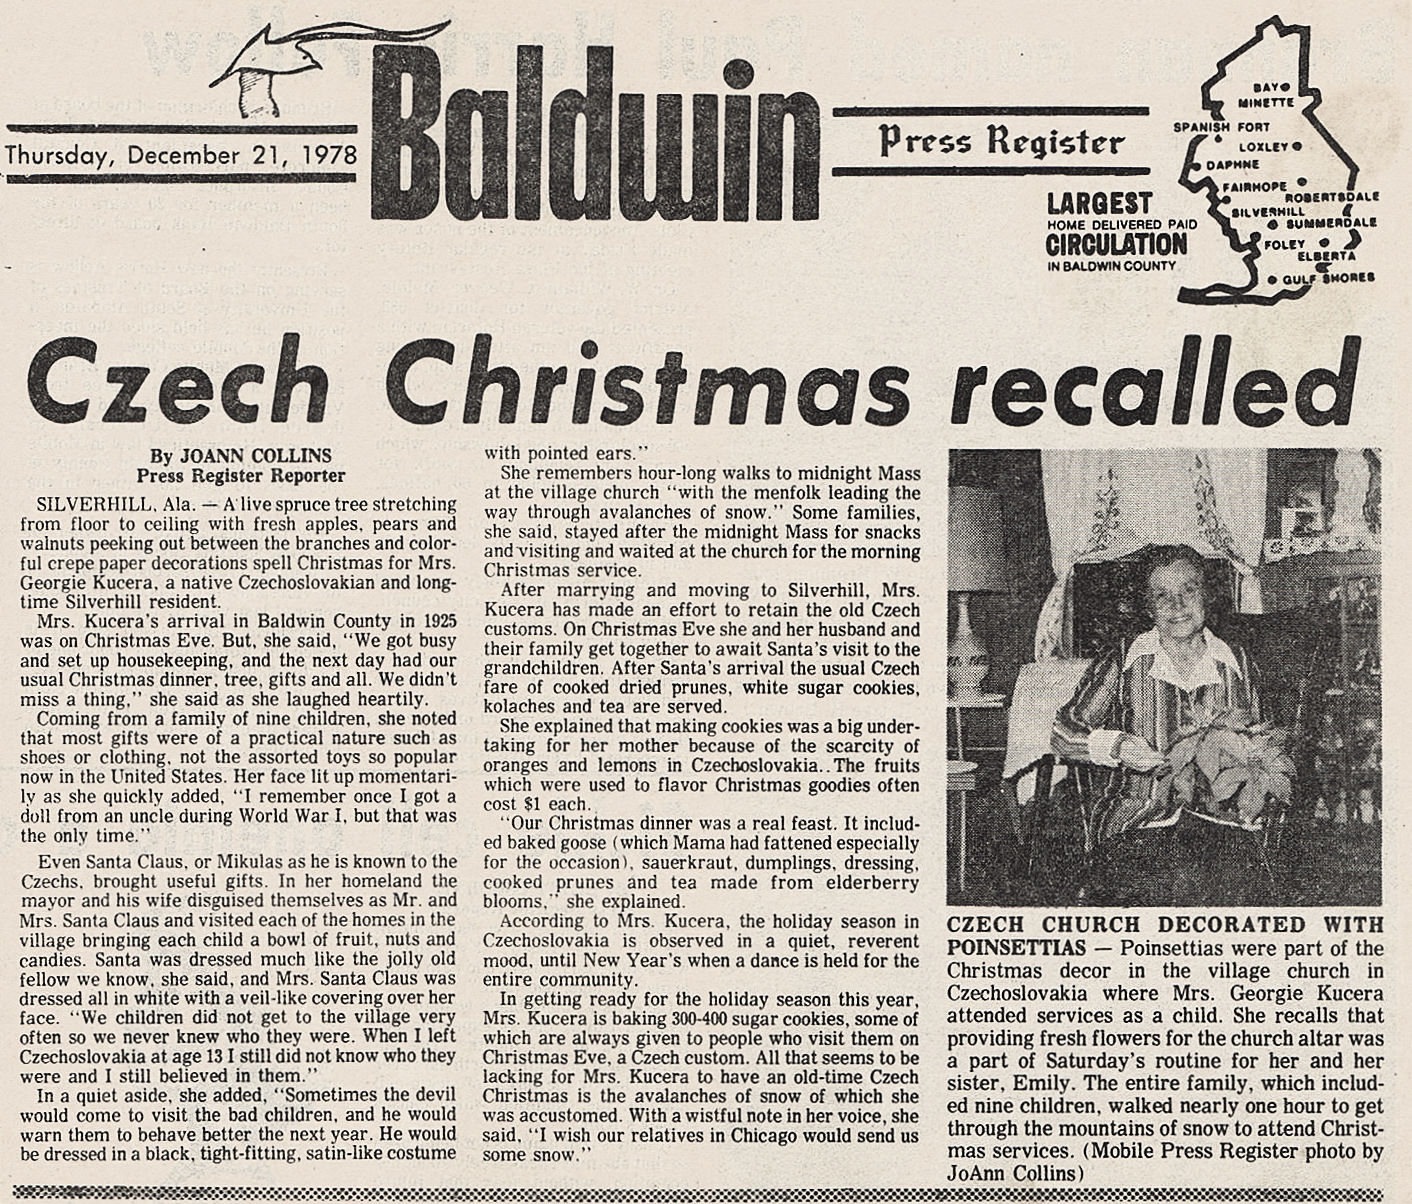 Baldwin
Thursday, December 21, 1978
Press Register
LARGEST
HOME DELIVERED PAID
CIRCULATION
IN BALDWIN COUNTY
BAY
MINETTE
SPANISH FORT
LOXLEY
DAPHNE
FAIRHOPE
ROBERTSDALE
SILVERHILL
SUMMERDALE
FOLEY
ELBERTA
GULF SHORES
Czech Christmas recalled
By JOANN COLLINS
Press Register Reporter
SILVERHILL, Ala. — A live spruce tree stretching
from floor to ceiling with fresh apples, pears and
walnuts peeking out between the branches and color-
ful crepe paper decorations spell Christmas for Mrs.
Georgie Kucera, a native Czechoslovakian and long-
time Silverhill resident.
Mrs. Kucera's arrival in Baldwin County in 1925
was on Christmas Eve. But, she said, "We got busy
and set up housekeeping, and the next day had our
usual Christmas dinner, tree, gifts and all. We didn't
miss a thing," she said as she laughed heartily.
Coming from a family of nine children, she noted
that most gifts were of a practical nature such as
shoes or clothing, not the assorted toys so popular
now in the United States. Her face lit up momentari-
ly as she quickly added, "I remember once I got a
doll from an uncle during World War I, but that was
the only time."
Even Santa Claus, or Mikulas as he is known to the
Czechs, brought useful gifts. In her homeland the
mayor and his wife disguised themselves as Mr. and
Mrs. Santa Claus and visited each of the homes in the
village bringing each child a bowl of fruit, nuts and
candies. Santa was dressed much like the jolly old
fellow we know, she said, and Mrs. Santa Claus was
dressed all in white with a veil-like covering over her
face. "We children did not get to the village very
often so we never knew who they were. When I left
Czechoslovakia at age 13 I still did not know who they
were and I still believed in them."
In a quiet aside, she added, "Sometimes the devil
would come to visit the bad children, and he would
warn them to behave better the next year. He would
be dressed in a black, tight-fitting, satin-like costume
with pointed ears."
She remembers hour-long walks to midnight Mass
at the village church "with the menfolk leading the
way through avalanches of snow." Some families,
she said, stayed after the midnight Mass for snacks
and visiting and waited at the church for the morning
Christmas service.
After marrying and moving to Silverhill, Mrs.
Kucera has made an effort to retain the old Czech
customs. On Christmas Eve she and her husband and
their family get together to await Santa's visit to the
grandchildren. After Santa's arrival the usual Czech
fare of cooked dried prunes, white sugar cookies,
kolaches and tea are served.
She explained that making cookies was a big under-
taking for her mother because of the scarcity of
oranges and lemons in Czechoslovakia..The fruits
which were used to flavor Christmas goodies often
cost $1 each.
"Our Christmas dinner was a real feast. It includ-
ed baked goose (which Mama had fattened especially
for the occasion), sauerkraut, dumplings, dressing,
cooked prunes and tea made from elderberry
blooms," she explained.
According to Mrs. Kucera, the holiday season in
Czechoslovakia is observed in a quiet, reverent
mood, until New Year's when a dance is held for the
entire community.
In getting ready for the holiday season this year,
Mrs. Kucera is baking 300-400 sugar cookies, some of
which are always given to people who visit them on
Christmas Eve, a Czech custom. All that seems to be
lacking for Mrs. Kucera to have an old-time Czech
Christmas is the avalanches of snow of which she
was accustomed. With a wistful note in her voice, she
said, "I wish our relatives in Chicago would send us
some snow."
CZECH CHURCH DECORATED WITH
POINSETTIAS — Poinsettias were part of the
Christmas decor in the village church in
Czechoslovakia where Mrs. Georgie Kucera
attended services as a child. She recalls that
providing fresh flowers for the church altar was
a part of Saturday's routine for her and her
sister, Emily. The entire family, which includ-
ed nine children, walked nearly one hour to get
through the mountains of snow to attend Christ-
mas services. (Mobile Press Register photo by
JoAnn Collins)